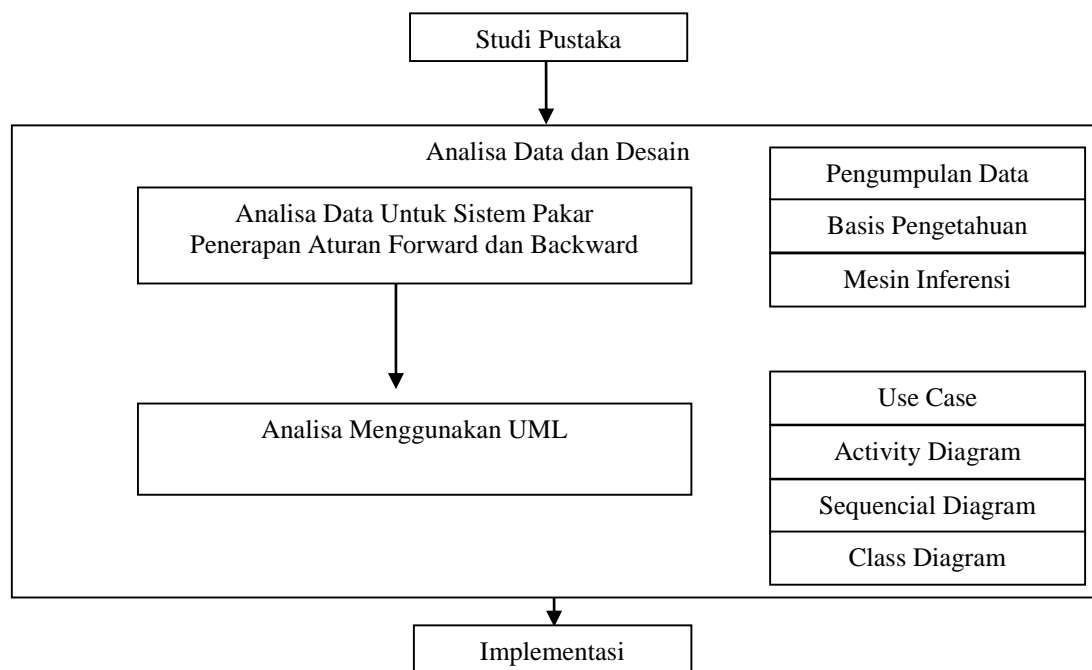 Studi Pustaka
Analisa Data dan Desain
Analisa Data Untuk Sistem Pakar
Penerapan Aturan Forward dan Backward
Pengumpulan Data
Basis Pengetahuan
Mesin Inferensi
Analisa Menggunakan UML
Use Case
Activity Diagram
Sequencial Diagram
Class Diagram
Implementasi